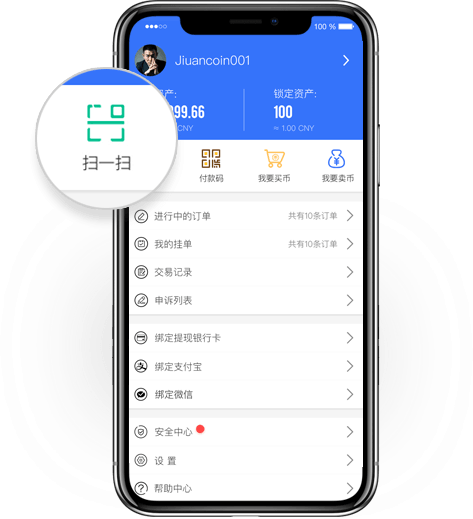 100 %
Jiuancoin001
资产:
锁定资产:
999.66
100
CNY
≈ 1.00 CNY
扫一扫
付款码
我要买币
我要卖币
进行中的订单
共有10条订单
我的挂单
共有10条订单
交易记录
申诉列表
绑定提现银行卡
绑定支付宝
绑定微信
安全中心
设 置
帮助中心